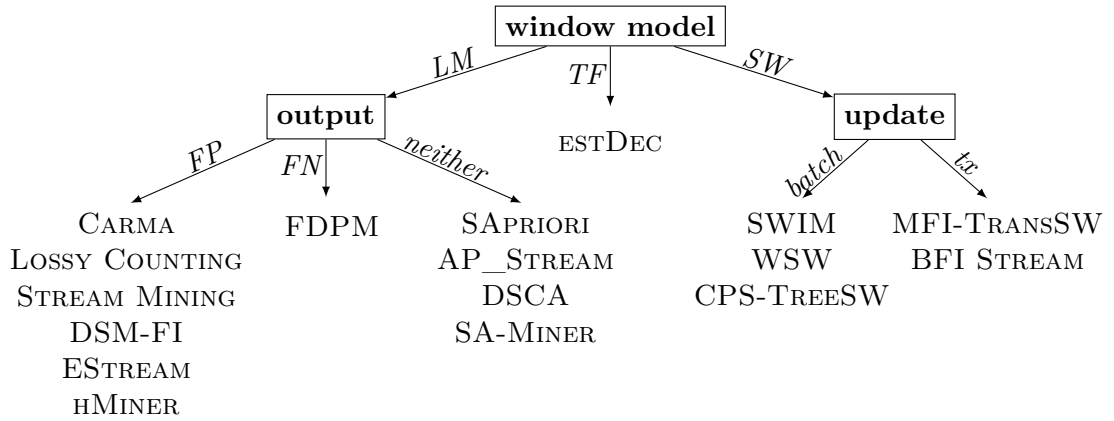 window model
LM
TF
SW
output
update
ESTDEC
FP
FN
neither
batch
tx
CARMA
LOSSY COUNTING
STREAM MINING
DSM-FI
ESTREAM
HMINER
FDPM
SAPRIORI
AP_STREAM
DSCA
SA-MINER
SWIM
WSW
CPS-TREESW
MFI-TRANSSW
BFI STREAM